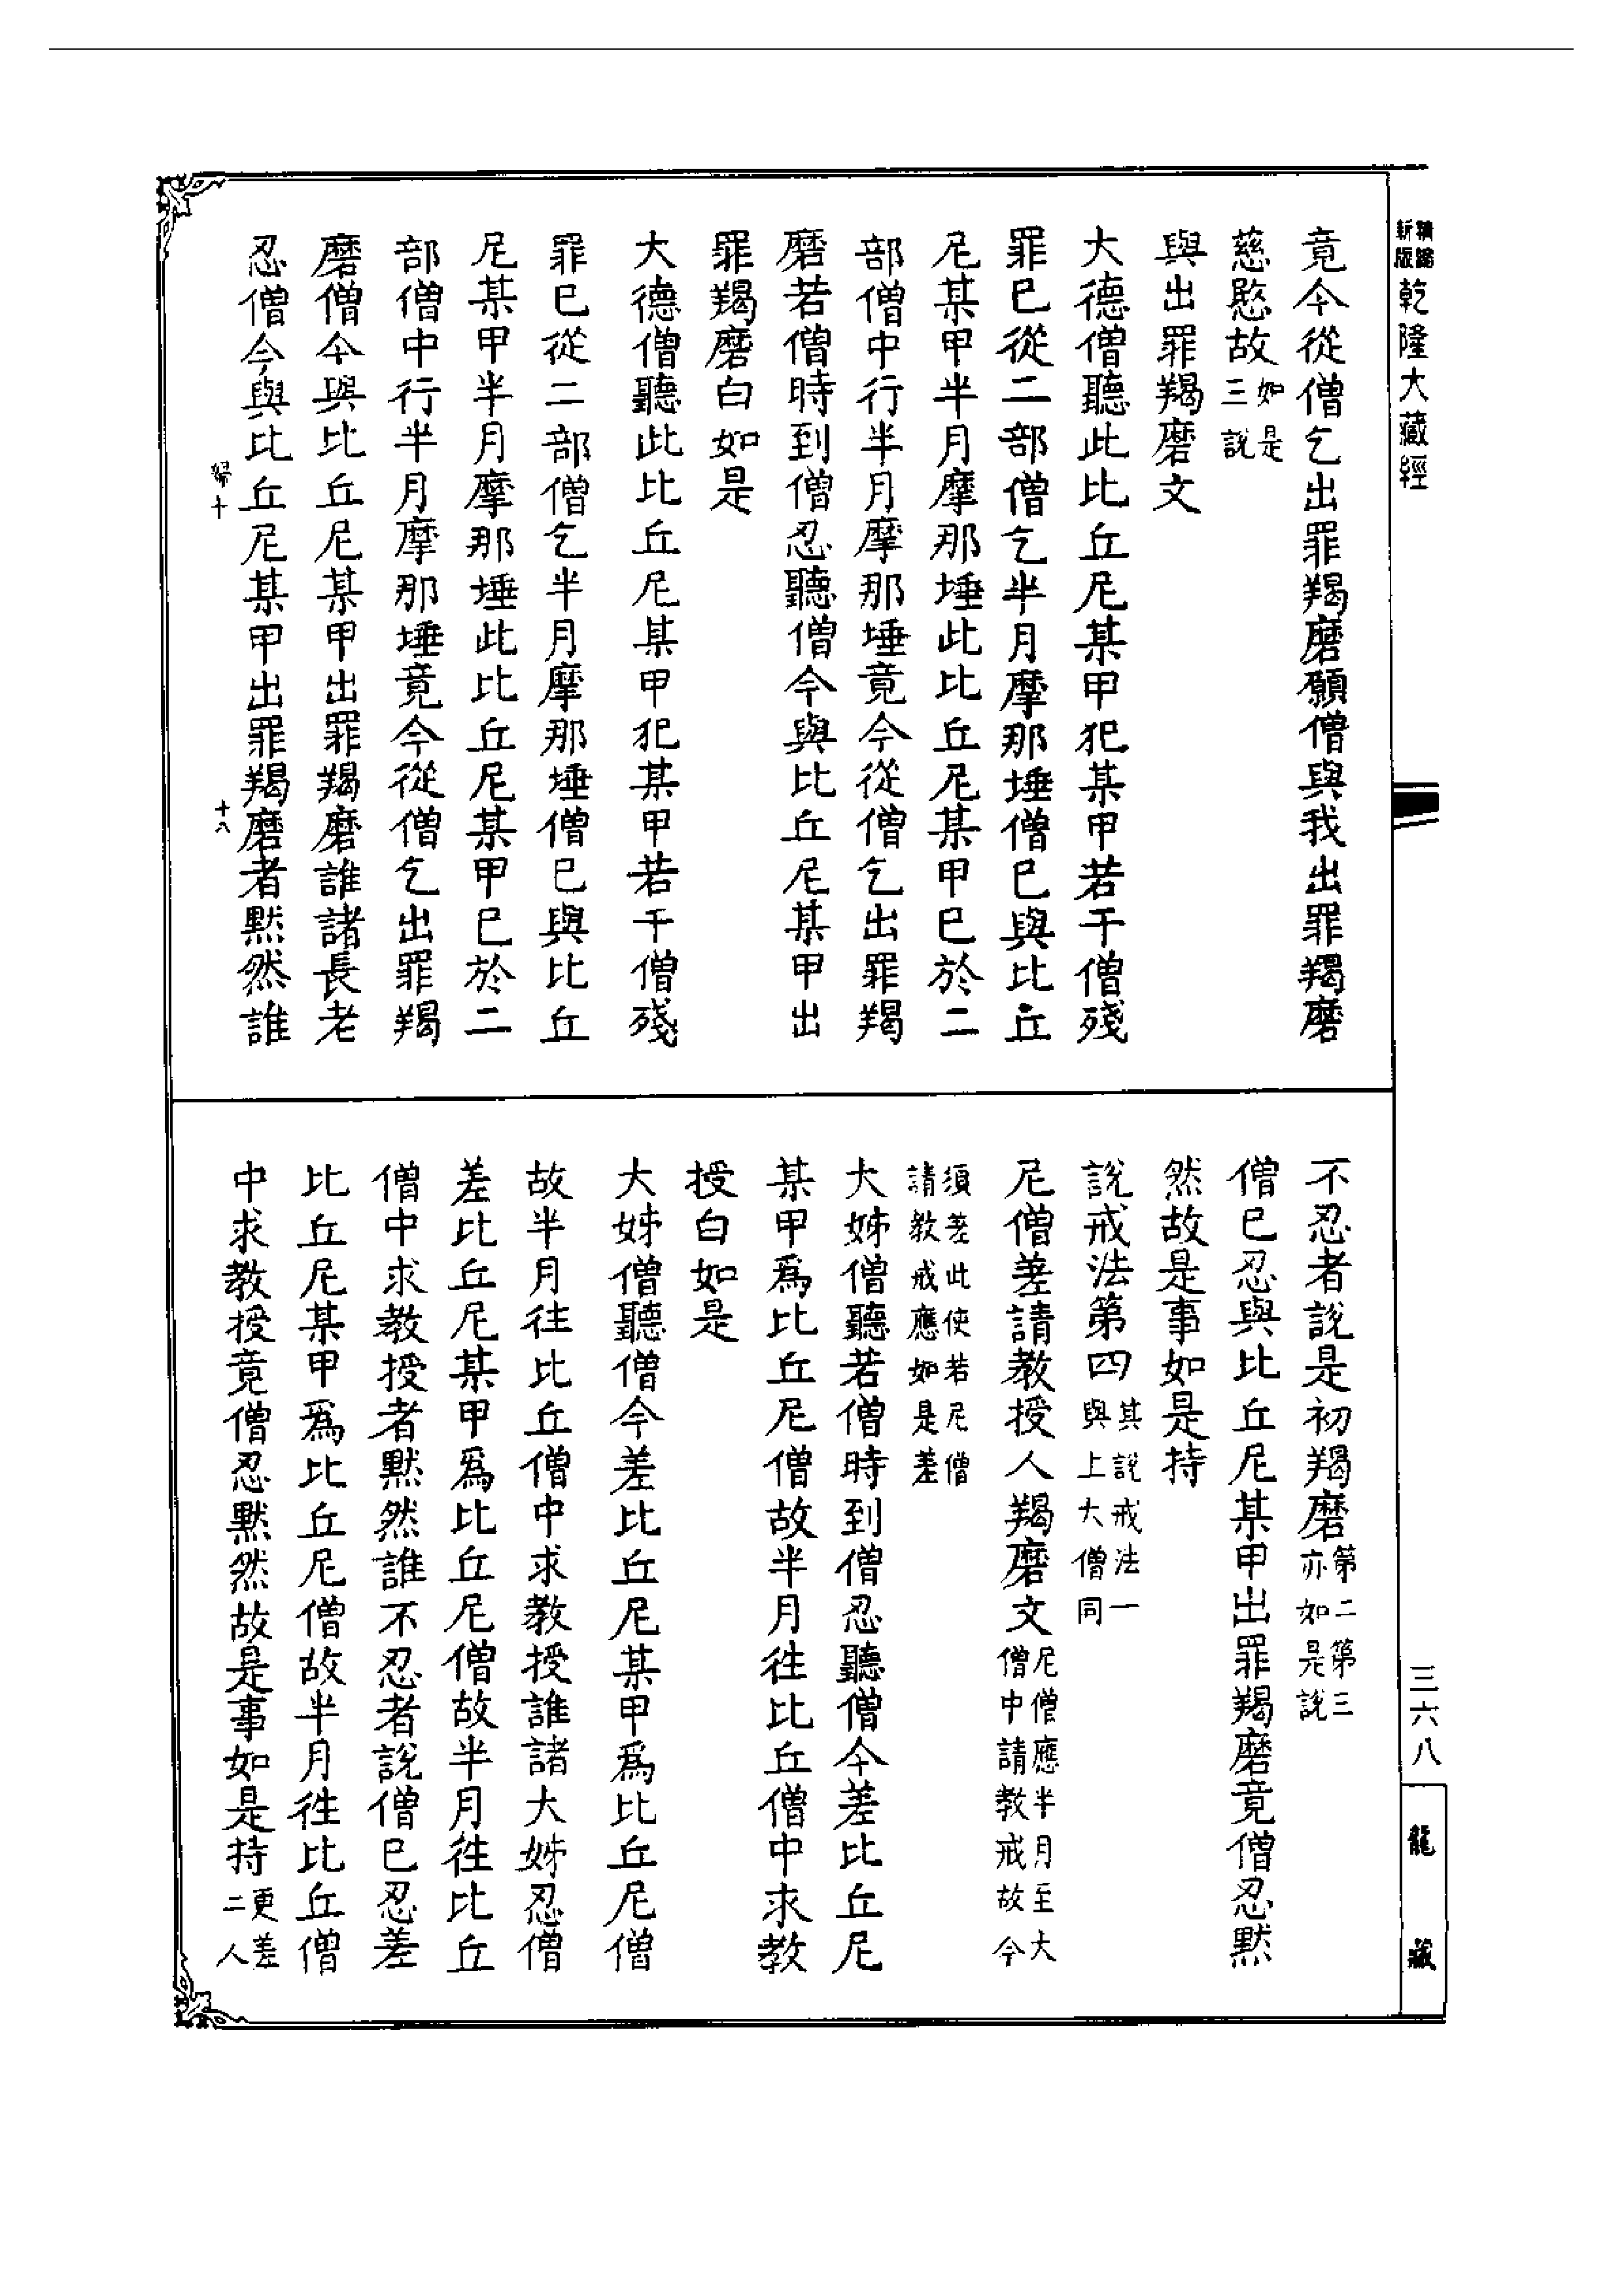 新版
乾隆大藏經
竟今從僧乞出罪羯磨願僧與我出罪羯磨
慈愍故如是三說
與出罪羯磨文
大德僧聽此比丘尼某甲犯某甲若干僧殘
罪已從二部僧乞半月摩那埵僧已與比丘
尼某甲半月摩那埵此比丘尼某甲已於二
部僧中行半月摩那埵竟今從僧乞出罪羯
磨若僧時到僧忍聽僧今與比丘尼某甲出
罪羯磨白如是
大德僧聽此比丘尼某甲犯某甲若干僧殘
罪已從二部僧乞半月摩那埵僧已與比丘
尼某甲半月摩那埵此比丘尼某甲已於二
部僧中行半月摩那埵竟今從僧乞出罪羯
磨僧今與比丘尼某甲出罪羯磨誰諸長老
忍僧今與比丘尼某甲出罪羯磨者默然誰
十
十八
不忍者說是初羯磨第二第三亦如是說
僧已忍與比丘尼某甲出罪羯磨竟僧忍默
然故是事如是持
說戒法第四其說戒法一與上大僧同
尼僧差請教授人羯磨文尼僧應半月至大僧中請教戒故今
須差此使若尼僧請教戒應如是差
大姊僧聽若僧時到僧忍聽僧今差比丘尼
某甲為比丘尼僧故半月往比丘僧中求教
授白如是
大姊僧聽僧今差比丘尼某甲為比丘尼僧
故半月往比丘僧中求教授誰諸大姊忍僧
差比丘尼某甲為比丘尼僧故半月往比丘
僧中求教授者默然誰不忍者說僧已忍差
比丘尼某甲為比丘尼僧故半月往比丘僧
中求教授竟僧忍默然故是事如是持更差二人
三六八
龍藏